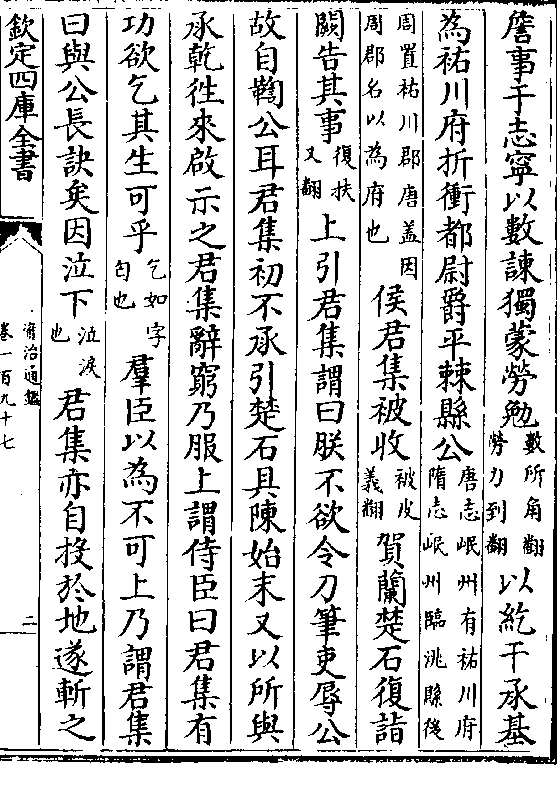 詹事于志寧以數諫獨蒙勞勉數所角翻勞力到翻以紇干承基
為祐川府折衝都尉爵平棘縣公唐志岷州有祐川府隋志岷州臨洮縣後
周置祐川郡唐盖因周郡名以為府也侯君集被收被皮義翻賀蘭楚石復詣
闕告其事復扶又翻上引君集謂曰朕不欲令刀筆吏辱公
故自鞫公耳君集初不承引楚石具陳始末又以所與
承乾徃來啟示之君集辭窮乃服上謂侍臣曰君集有
功欲乞其生可乎乞如字匄也羣臣以為不可上乃謂君集
曰與公長訣矣因泣下泣淚也君集亦自投於地遂斬之
欽定四庫全書
資治通鑑
卷一百九十七
二